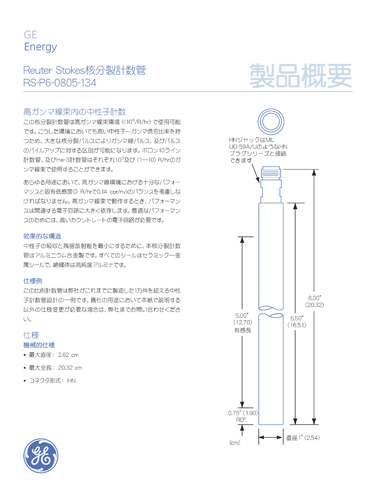 GE
Energy
Reuter Stokes核分裂計数管
RS-P6-0805-134
製品概要
高ガンマ線束内の中性子計数
この核分裂計数管は高ガンマ線束環境
で使用可能
です。こうした環境においても高い中性子―ガンマ信号比率を持
つため、大きな核分裂パルスによりガンマ線パルス、及びパルス
のパイルアップに対する区別が可能になります。ボロン10ライン
計数管、及びHe-3計数管はそれぞれ10²及び (1―10) R/hrのガ
ンマ線束で使用することができます。
あらゆる用途において、高ガンマ線環境における十分なパフォー
マンスと固有低感度
のバランスを考慮しな
ければなりません。高ガンマ線束で動作するとき、パフォーマン
スは関連する電子回路に大きく依存します。最適なパフォーマン
スのためには、高いカウントレートの電子回路が必要です。
効果的な構造
中性子の吸収と残留放射能を最小にするために、本核分裂計数
管はアルミニウム合金製です。すべてのシールはセラミック―金
属シールで、絶縁体は高純度アルミナです。
仕様例
この比例計数管は弊社がこれまでに製造した1万件を超える中性
子計数管設計の一例です。貴社の用途において本紙で説明する
以外の仕様変更が必要な場合は、弊社までお問い合わせくださ
い。
仕様
機械的仕様
• 最大直径: 2.62 cm
• 最大全長: 20.32 cm
• コネクタ形式: HN
HNジャックはMIL.
UG-59A/UのようなHN
プラグシリーズと接続
できます
5.00"
(12.70)
有感長
8.00"
(20.32)
6.50"
(16.51)
0.75" (1.90)
REF.
(cm)
直径1" (2.54)
GE